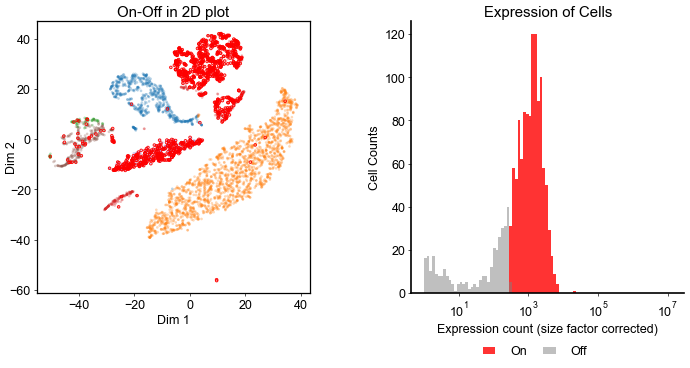 On-Off in 2D plot
Dim 2
40
20
0
−20
−40
−60
−40
−20
0
20
40
Dim 1
Expression of Cells
Cell Counts
120
100
80
60
40
20
0
10^1
10^3
10^5
10^7
Expression count (size factor corrected)
On
Off